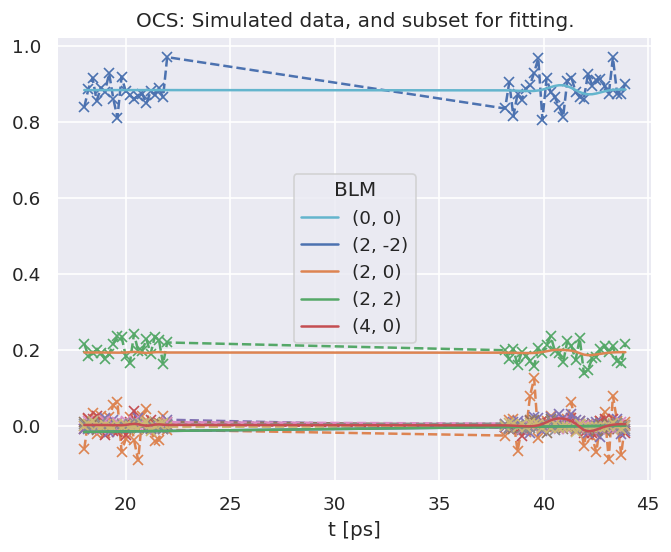 OCS: Simulated data, and subset for fitting.
1.0
0.8
0.6
0.4
0.2
0.0
BLM
(0, 0)
(2, -2)
(2, 0)
(2, 2)
(4, 0)
20 25 30 35 40 45
t [ps]